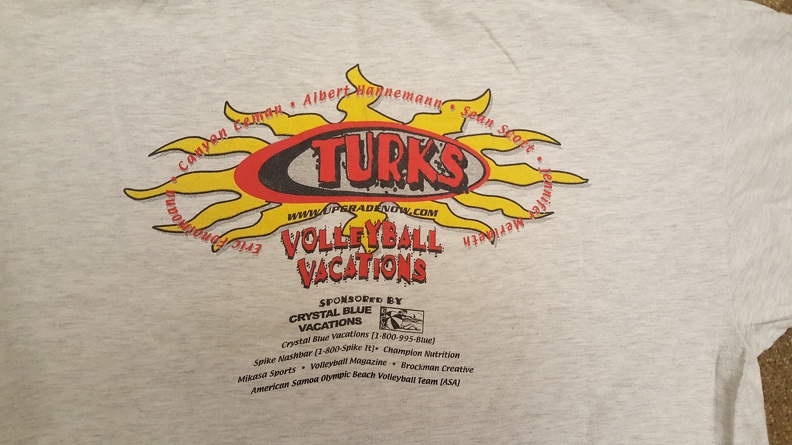 Eric Fonoimoana • Canyon Ceman • Albert Hannemann • Sean Scott • Jennifer Meredith
TURKS
WWW.UPGRADENOW.COM
VOLLEYBALL
VACATIONS
SPONSORED BY
CRYSTAL BLUE
VACATIONS
Crystal Blue Vacations [1-800-995-Blue]
Spike Nashbar [1-800-Spike It] • Champion Nutrition
Mikasa Sports • Volleyball Magazine • Brockman Creative
American Samoa Olympic Beach Volleyball Team [ASA]